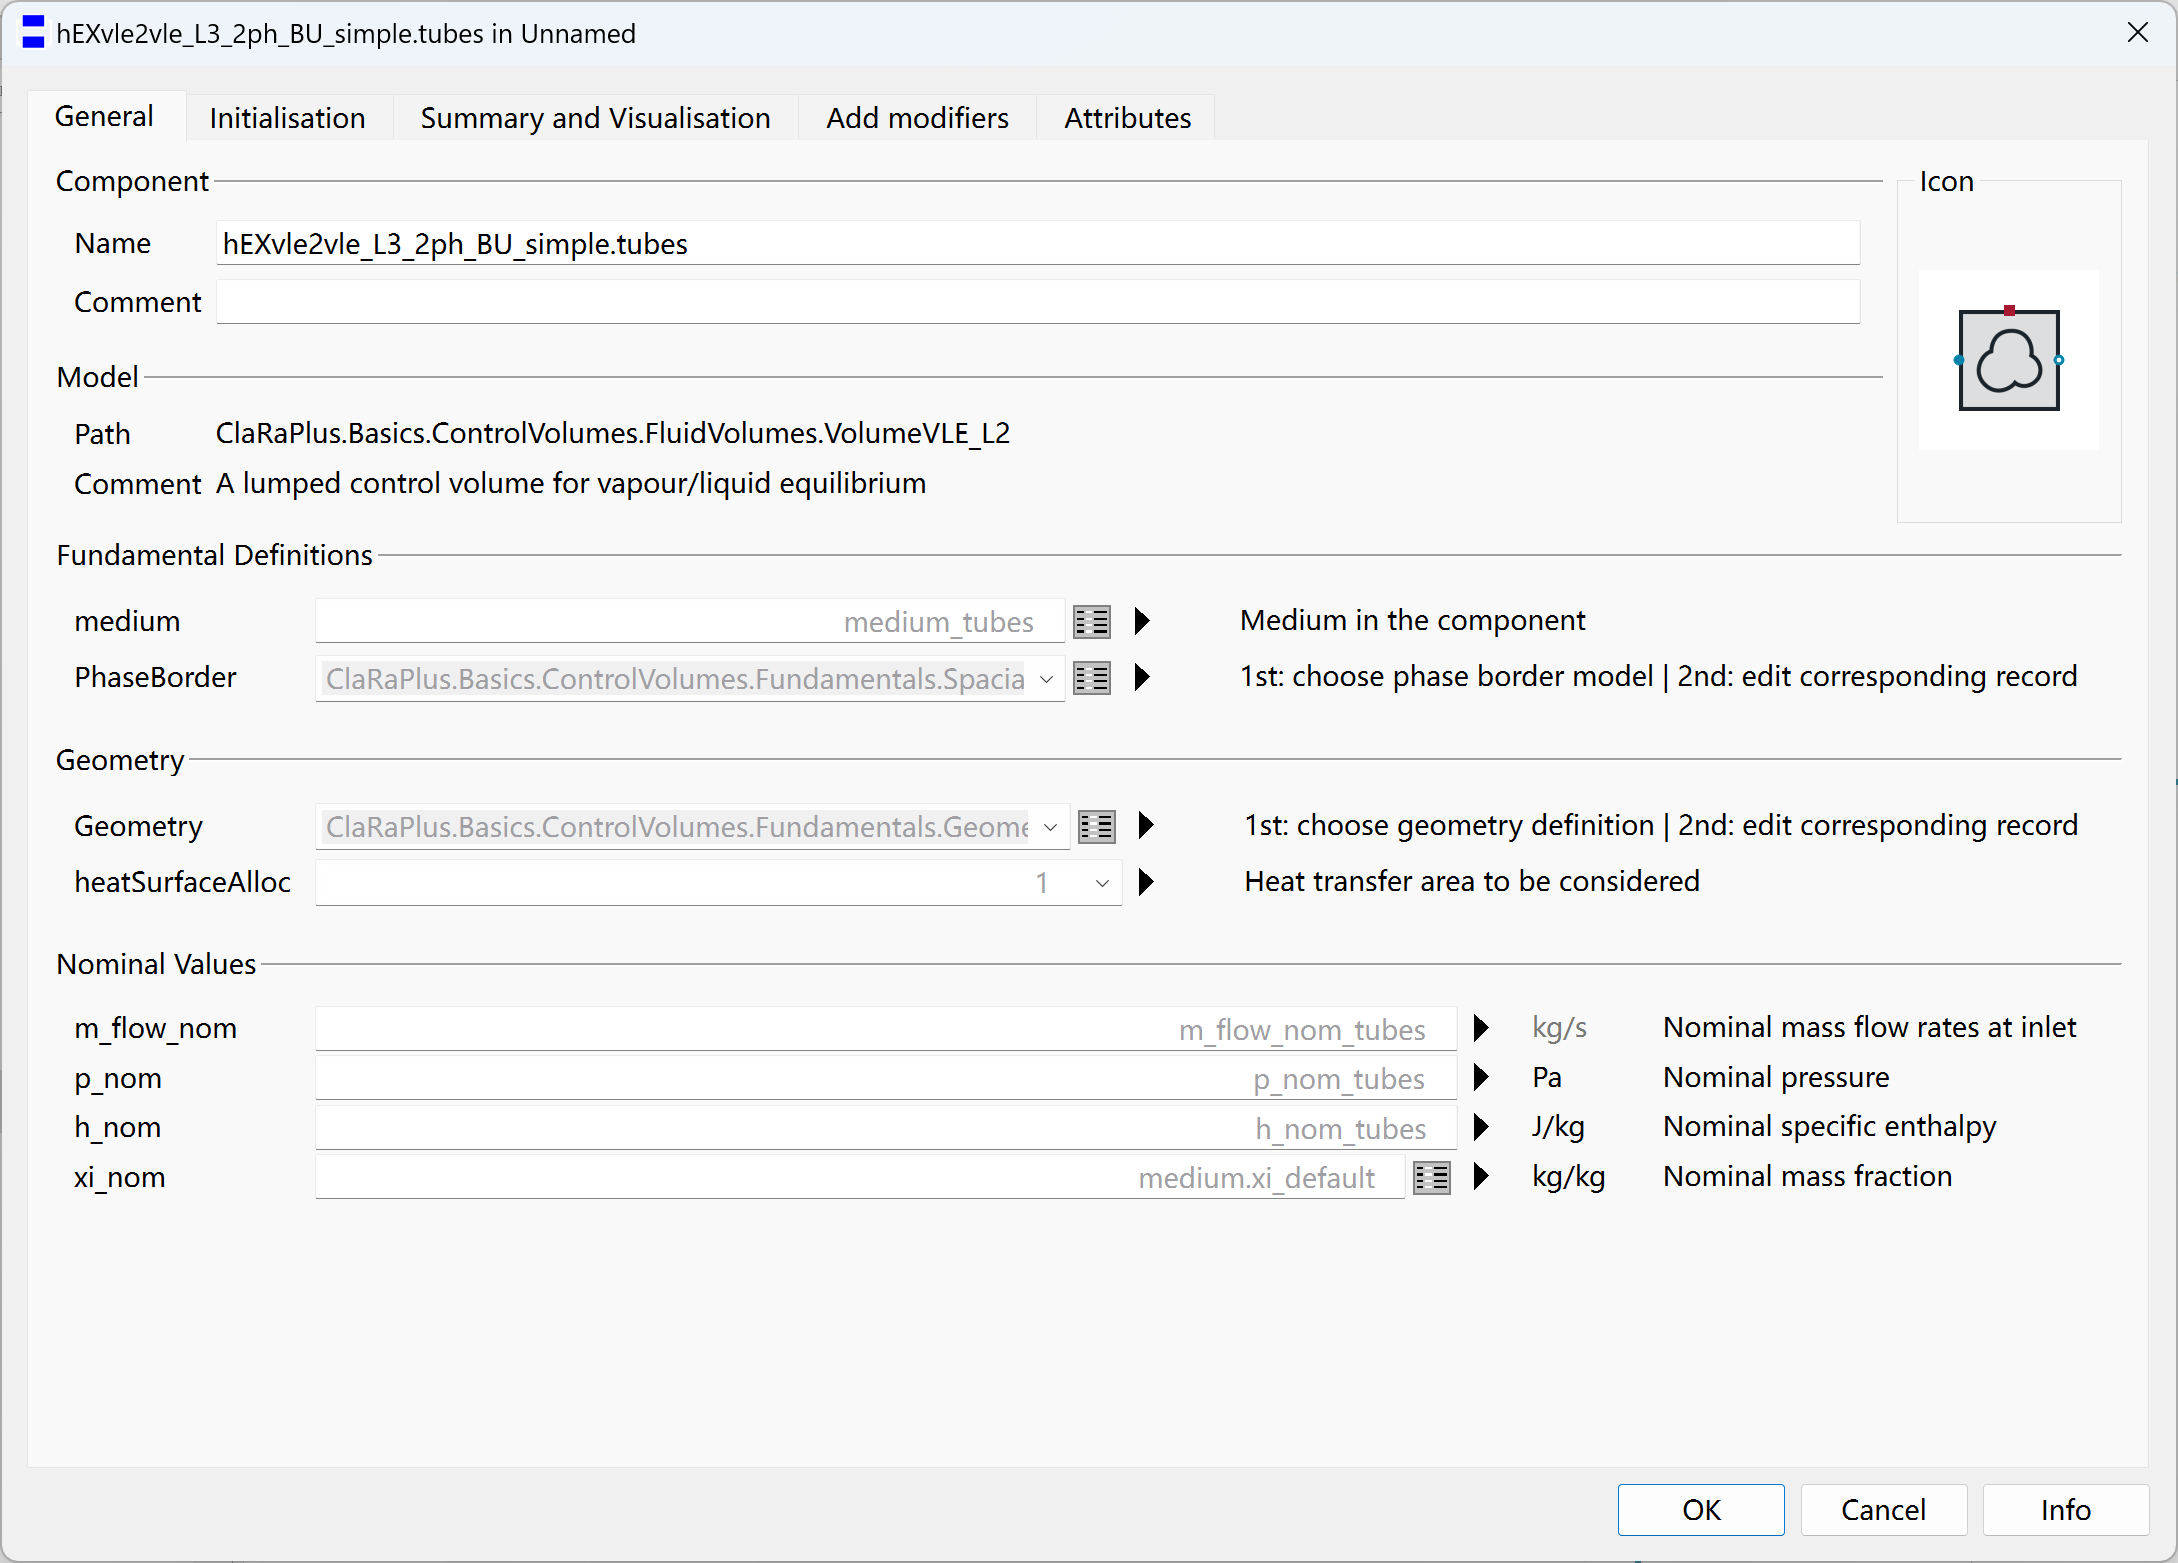 hEXvle2vle_L3_2ph_BU_simple.tubes in Unnamed
General Initialisation Summary and Visualisation Add modifiers Attributes
Component
Icon
Name hEXvle2vle_L3_2ph_BU_simple.tubes
Comment
Model
Path ClaRaPlus.Basics.ControlVolumes.FluidVolumes.VolumeVLE_L2
Comment A lumped control volume for vapour/liquid equilibrium
Fundamental Definitions
medium medium_tubes Medium in the component
PhaseBorder ClaRaPlus.Basics.ControlVolumes.Fundamentals.Spacia 1st: choose phase border model | 2nd: edit corresponding record
Geometry
Geometry ClaRaPlus.Basics.ControlVolumes.Fundamentals.Geome 1st: choose geometry definition | 2nd: edit corresponding record
heatSurfaceAlloc 1 Heat transfer area to be considered
Nominal Values
m_flow_nom m_flow_nom_tubes kg/s Nominal mass flow rates at inlet
p_nom p_nom_tubes Pa Nominal pressure
h_nom h_nom_tubes J/kg Nominal specific enthalpy
xi_nom medium.xi_default kg/kg Nominal mass fraction
OK Cancel Info